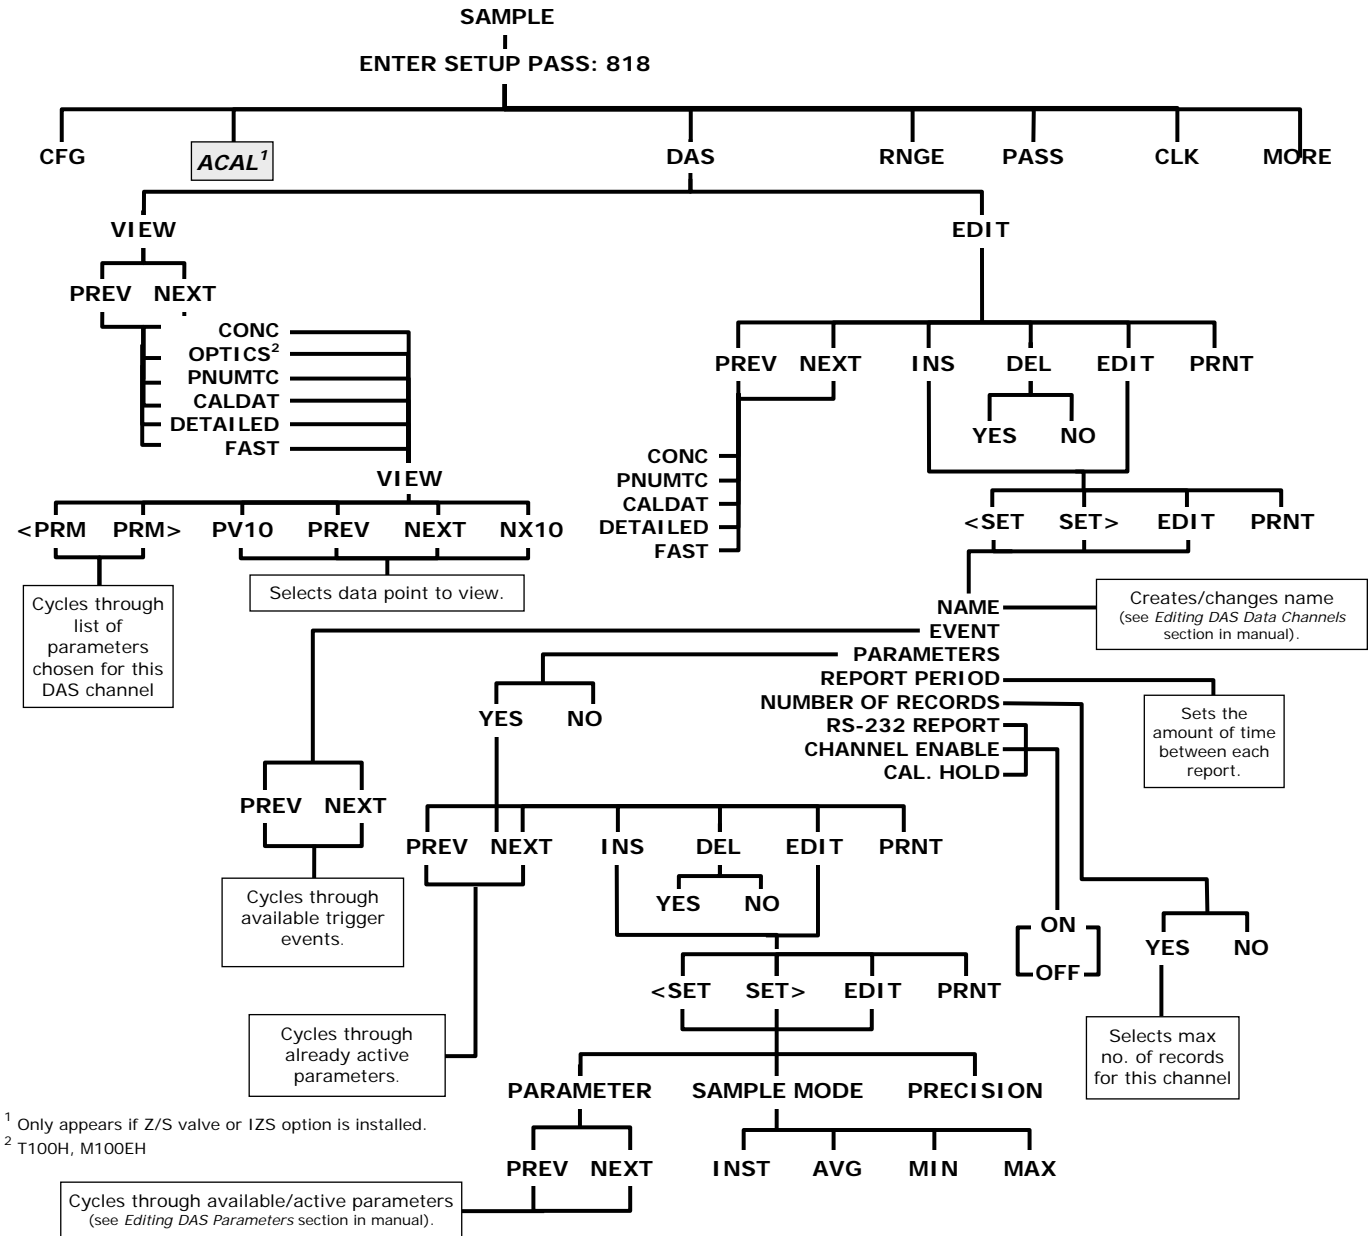 SAMPLE
ENTER SETUP PASS: 818
CFG ACAL1 DAS RNGE PASS CLK MORE
VIEW EDIT
PREV NEXT
CONC
OPTICS2
PNUMTC
CALDAT
DETAILED
FAST
VIEW
<PRM PRM> PV10 PREV NEXT NX10
Cycles through
list of
parameters
chosen for this
DAS channel
Selects data point to view.
PREV NEXT INS DEL EDIT PRNT
YES NO
CONC
PNUMTC
CALDAT
DETAILED
FAST
<SET SET> EDIT PRNT
NAME
EVENT
PARAMETERS
REPORT PERIOD
NUMBER OF RECORDS
RS-232 REPORT
CHANNEL ENABLE
CAL. HOLD
Creates/changes name
(see Editing DAS Data Channels
section in manual).
Sets the
amount of time
between each
report.
YES NO
PREV NEXT
Cycles through
available trigger
events.
PREV NEXT INS DEL EDIT PRNT
YES NO
ON
OFF
YES NO
Selects max
no. of records
for this channel
<SET SET> EDIT PRNT
Cycles through
already active
parameters.
PARAMETER SAMPLE MODE PRECISION
PREV NEXT INST AVG MIN MAX
1 Only appears if Z/S valve or IZS option is installed.
2 T100H, M100EH
Cycles through available/active parameters
(see Editing DAS Parameters section in manual).